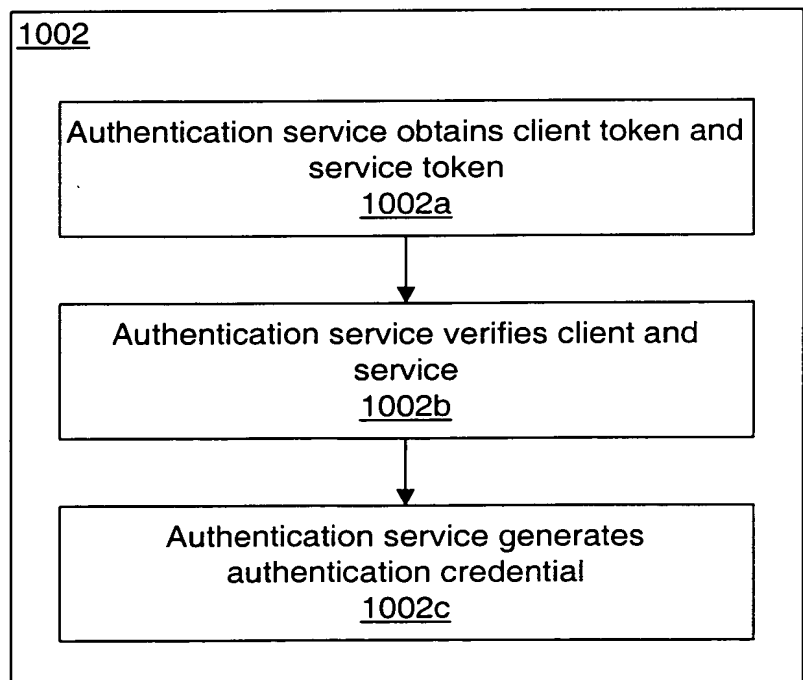 1002
Authentication service obtains client token and
service token
1002a
Authentication service verifies client and
service
1002b
Authentication service generates
authentication credential
1002c